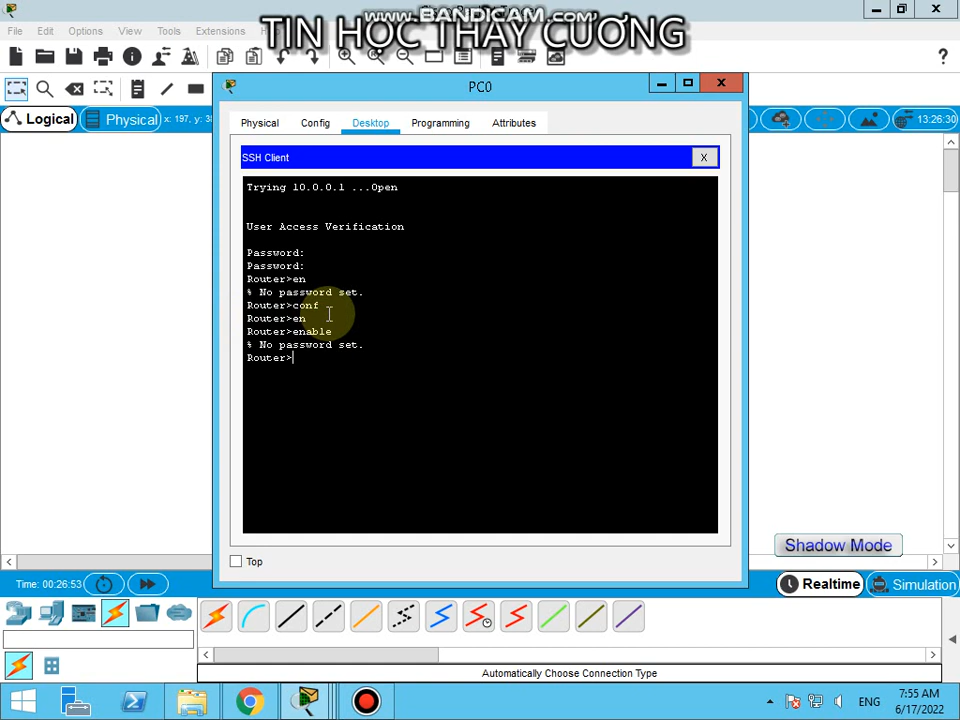 www.BANDICAM.com
TIN HỌC THẦY CƯƠNG
File Edit Options View Tools Extensions
?
Logical Physical x: 197, y: 13:26:30
PC0
Physical Config Desktop Programming Attributes
SSH Client X
Trying 10.0.0.1 ...Open
User Access Verification
Password:
Password:
Router>en
% No password set.
Router>conf
Router>en
Router>enable
% No password set.
Router>
Shadow Mode
Top
Time: 00:26:53 Realtime Simulation
Automatically Choose Connection Type
ENG 7:55 AM
6/17/2022